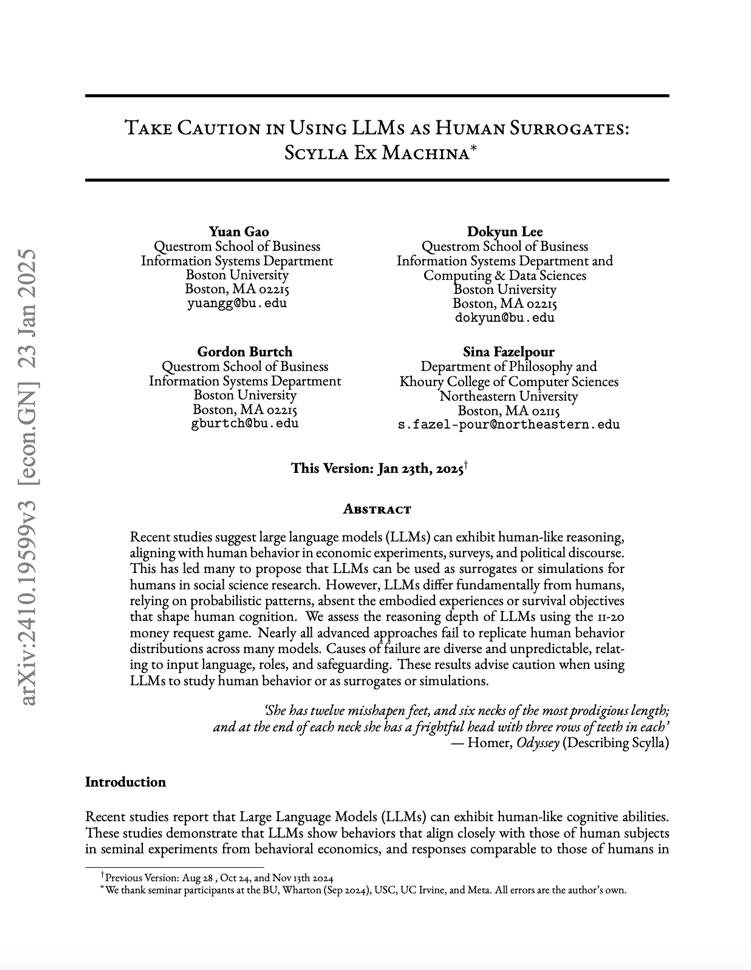 TAKE CAUTION IN USING LLMS AS HUMAN SURROGATES:
SCYLLA EX MACHINA*
Yuan Gao
Questrom School of Business
Information Systems Department
Boston University
Boston, MA 02215
yuangg@bu.edu
Dokyun Lee
Questrom School of Business
Information Systems Department and
Computing & Data Sciences
Boston University
Boston, MA 02215
dokyun@bu.edu
Gordon Burtch
Questrom School of Business
Information Systems Department
Boston University
Boston, MA 02215
gburtch@bu.edu
Sina Fazelpour
Department of Philosophy and
Khoury College of Computer Sciences
Northeastern University
Boston, MA 02115
s.fazel-pour@northeastern.edu
This Version: Jan 23th, 2025†
ABSTRACT
Recent studies suggest large language models (LLMs) can exhibit human-like reasoning,
aligning with human behavior in economic experiments, surveys, and political discourse.
This has led many to propose that LLMs can be used as surrogates or simulations for
humans in social science research. However, LLMs differ fundamentally from humans,
relying on probabilistic patterns, absent the embodied experiences or survival objectives
that shape human cognition. We assess the reasoning depth of LLMs using the 11-20
money request game. Nearly all advanced approaches fail to replicate human behavior
distributions across many models. Causes of failure are diverse and unpredictable, relat-
ing to input language, roles, and safeguarding. These results advise caution when using
LLMs to study human behavior or as surrogates or simulations.
‘She has twelve misshapen feet, and six necks of the most prodigious length;
and at the end of each neck she has a frightful head with three rows of teeth in each’
— Homer, Odyssey (Describing Scylla)
Introduction
Recent studies report that Large Language Models (LLMs) can exhibit human-like cognitive abilities.
These studies demonstrate that LLMs show behaviors that align closely with those of human subjects
in seminal experiments from behavioral economics, and responses comparable to those of humans in
†Previous Version: Aug 28 , Oct 24, and Nov 13th 2024
*We thank seminar participants at the BU, Wharton (Sep 2024), USC, UC Irvine, and Meta. All errors are the author's own.
arXiv:2410.19599v3 [econ.GN] 23 Jan 2025